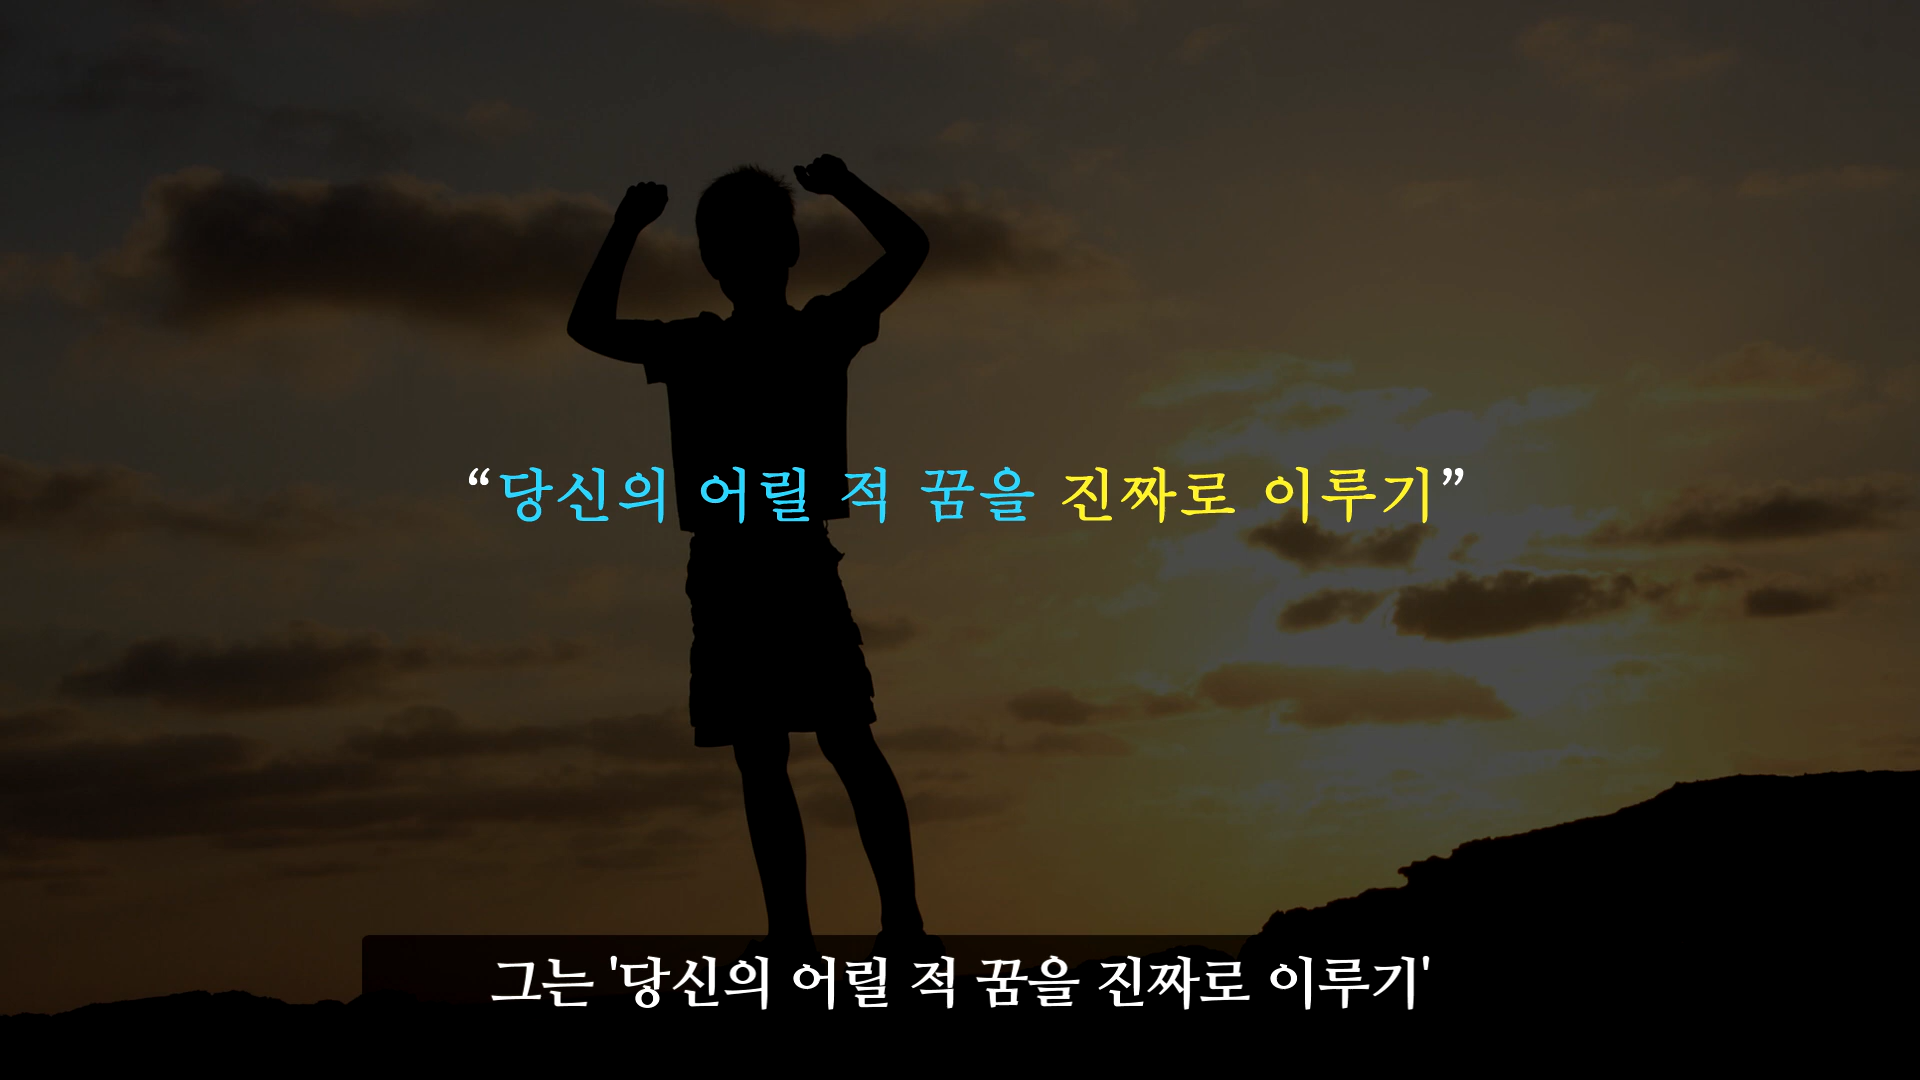 “당신의 어릴 적 꿈을 진짜로 이루기”
그는 '당신의 어릴 적 꿈을 진짜로 이루기'